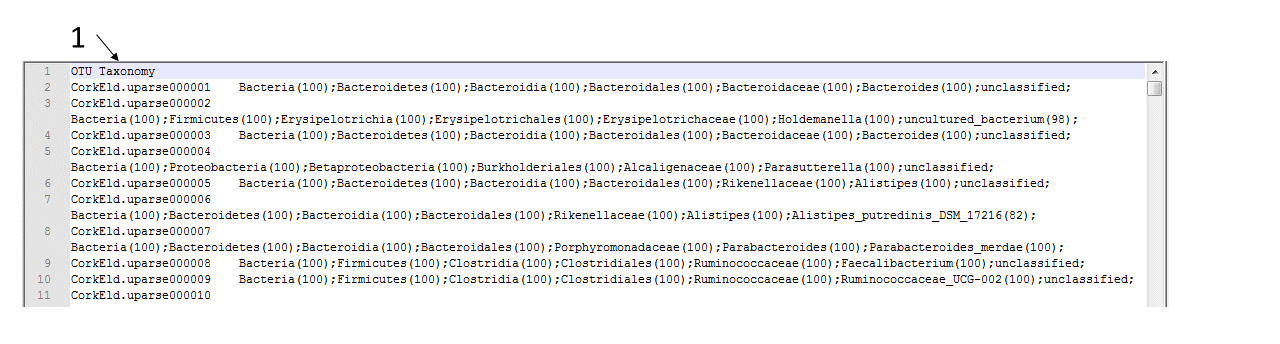 1
1 OTU Taxonomy
2 CorkEld.uparse000001 Bacteria(100);Bacteroidetes(100);Bacteroidia(100);Bacteroidales(100);Bacteroidaceae(100);Bacteroides(100);unclassified;
3 CorkEld.uparse000002
Bacteria(100);Firmicutes(100);Erysipelotrichia(100);Erysipelotrichales(100);Erysipelotrichaceae(100);Holdemanella(100);uncultured_bacterium(98);
4 CorkEld.uparse000003 Bacteria(100);Bacteroidetes(100);Bacteroidia(100);Bacteroidales(100);Bacteroidaceae(100);Bacteroides(100);unclassified;
5 CorkEld.uparse000004
Bacteria(100);Proteobacteria(100);Betaproteobacteria(100);Burkholderiales(100);Alcaligenaceae(100);Parasutterella(100);unclassified;
6 CorkEld.uparse000005 Bacteria(100);Bacteroidetes(100);Bacteroidia(100);Bacteroidales(100);Rikenellaceae(100);Alistipes(100);unclassified;
7 CorkEld.uparse000006
Bacteria(100);Bacteroidetes(100);Bacteroidia(100);Bacteroidales(100);Rikenellaceae(100);Alistipes(100);Alistipes_putredinis_DSM_17216(82);
8 CorkEld.uparse000007
Bacteria(100);Bacteroidetes(100);Bacteroidia(100);Bacteroidales(100);Porphyromonadaceae(100);Parabacteroides(100);Parabacteroides_merdae(100);
9 CorkEld.uparse000008 Bacteria(100);Firmicutes(100);Clostridia(100);Clostridiales(100);Ruminococcaceae(100);Faecalibacterium(100);unclassified;
10 CorkEld.uparse000009 Bacteria(100);Firmicutes(100);Clostridia(100);Clostridiales(100);Ruminococcaceae(100);Ruminococcaceae_UCG-002(100);unclassified;
11 CorkEld.uparse000010